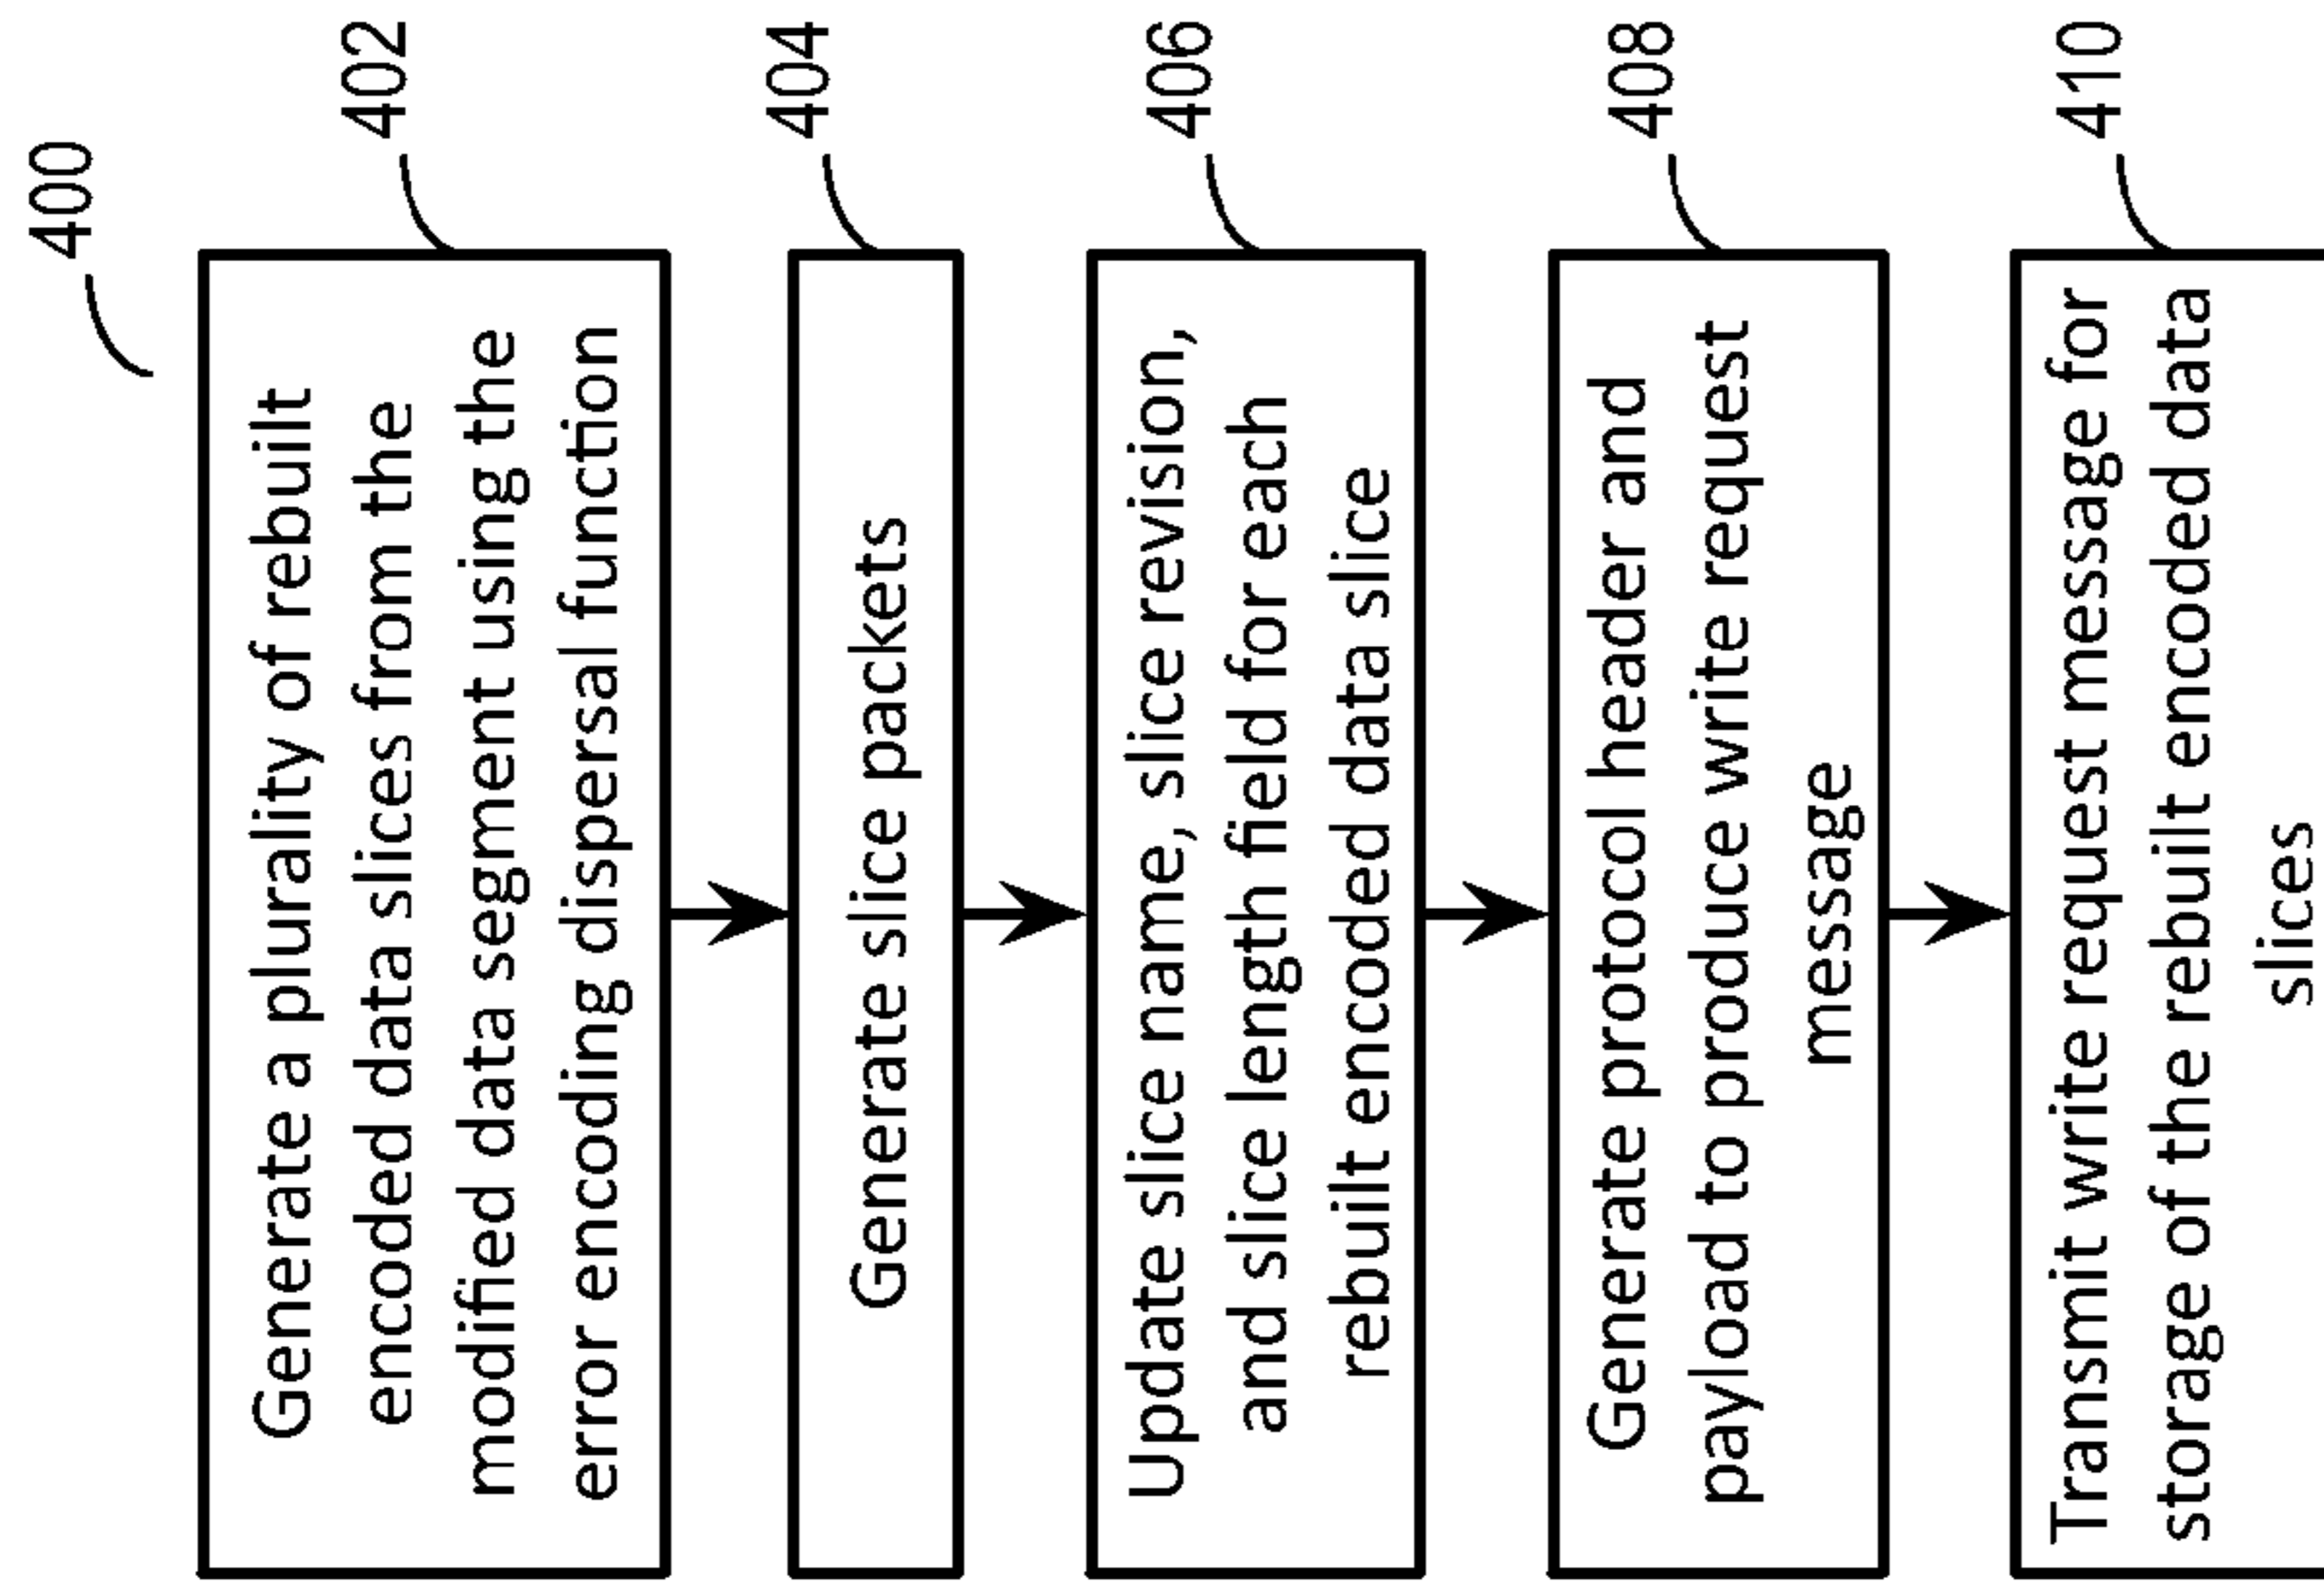 400
402
Generate a plurality of rebuilt
encoded data slices from the
modified data segment using the
error encoding dispersal function
404
Generate slice packets
406
Update slice name, slice revision,
and slice length field for each
rebuilt encoded data slice
408
Generate protocol header and
payload to produce write request
message
410
Transmit write request message for
storage of the rebuilt encoded data
slices